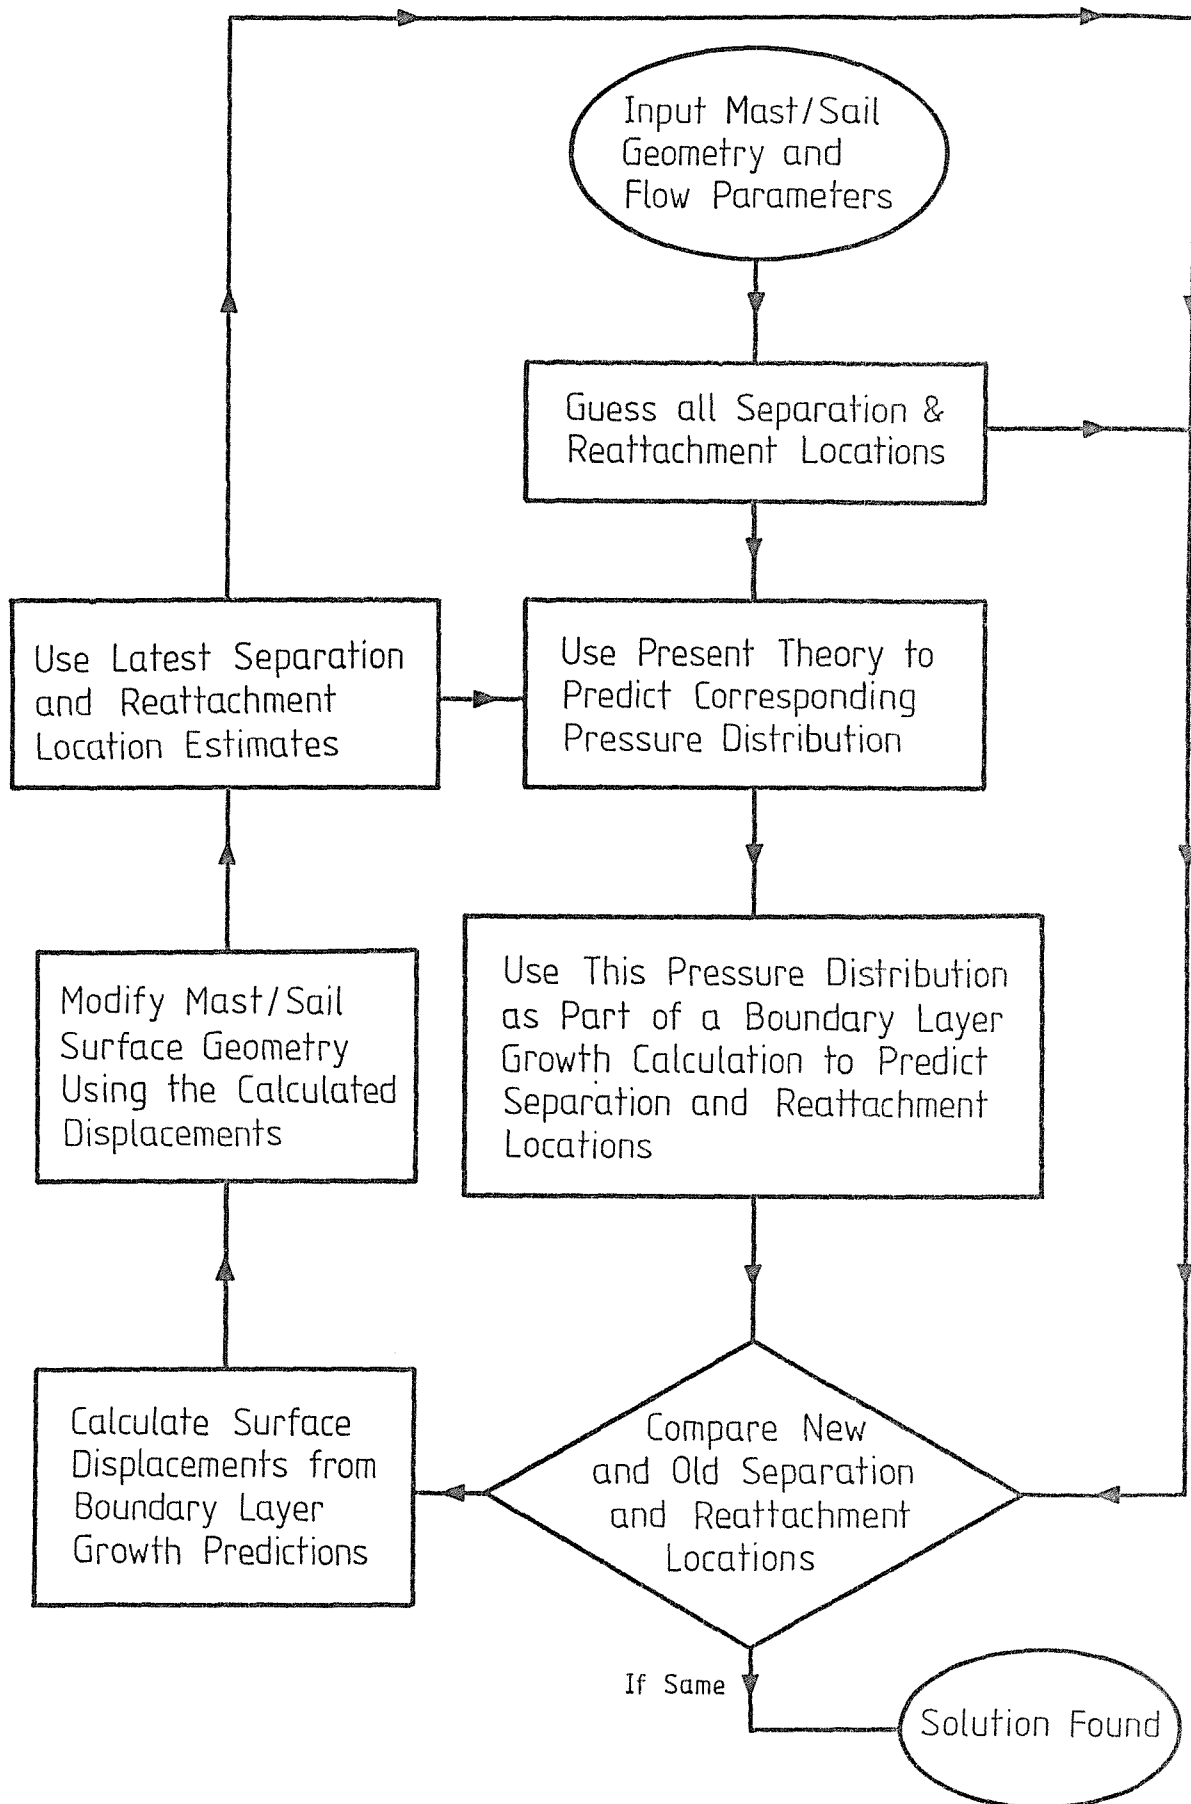 Input Mast/Sail
Geometry and
Flow Parameters
Guess all Separation &
Reattachment Locations
Use Latest Separation
and Reattachment
Location Estimates
Use Present Theory to
Predict Corresponding
Pressure Distribution
Modify Mast/Sail
Surface Geometry
Using the Calculated
Displacements
Use This Pressure Distribution
as Part of a Boundary Layer
Growth Calculation to Predict
Separation and Reattachment
Locations
Calculate Surface
Displacements from
Boundary Layer
Growth Predictions
Compare New
and Old Separation
and Reattachment
Locations
If Same
Solution Found